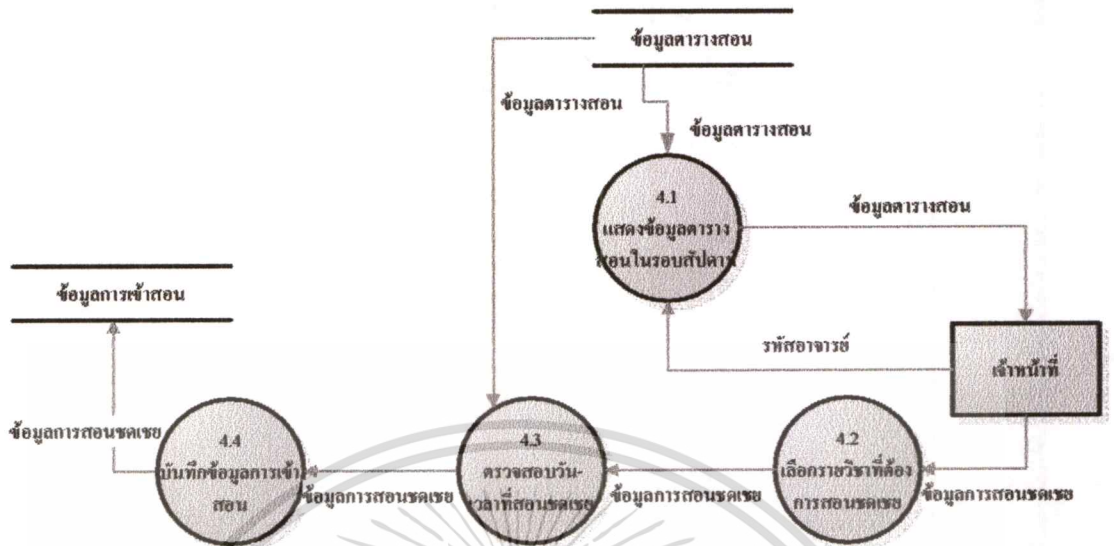 ข้อมูลตารางสอน
ข้อมูลตารางสอน
ข้อมูลตารางสอน
4.1
แสดงข้อมูลตาราง
สอนในรอบสัปดาห์
ข้อมูลตารางสอน
ข้อมูลการเข้าสอน
รหัสอาจารย์
เจ้าหน้าที่
ข้อมูลการสอนชดเชย
4.4
บันทึกข้อมูลการเข้า
สอน
ข้อมูลการสอนชดเชย
4.3
ตรวจสอบวัน-
เวลาที่สอนชดเชย
ข้อมูลการสอนชดเชย
4.2
เลือกรายวิชาที่ต้อง
การสอนชดเชย
ข้อมูลการสอนชดเชย